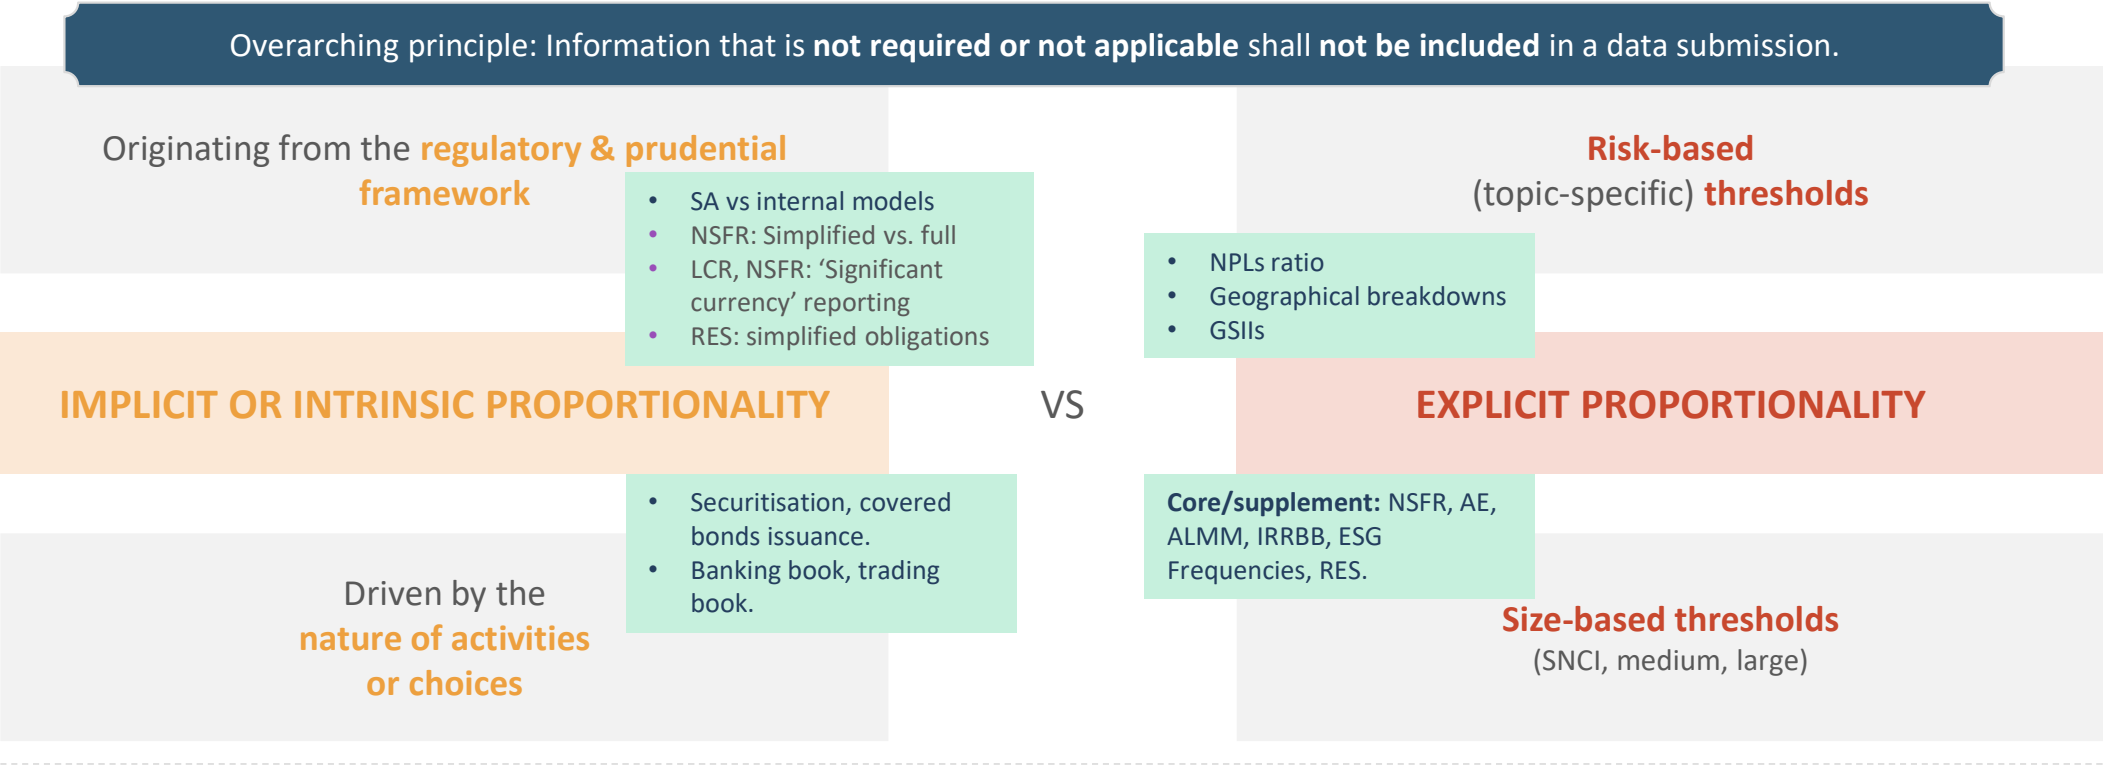 Overarching principle: Information that is not required or not applicable shall not be included in a data submission.
Originating from the regulatory & prudential
framework
• SA vs internal models
• NSFR: Simplified vs. full
• LCR, NSFR: ‘Significant
currency’ reporting
• RES: simplified obligations
Risk-based
(topic-specific) thresholds
• NPLs ratio
• Geographical breakdowns
• GSIIs
IMPLICIT OR INTRINSIC PROPORTIONALITY
VS
EXPLICIT PROPORTIONALITY
• Securitisation, covered
bonds issuance.
• Banking book, trading
book.
Driven by the
nature of activities
or choices
Core/supplement: NSFR, AE,
ALMM, IRRBB, ESG
Frequencies, RES.
Size-based thresholds
(SNCI, medium, large)